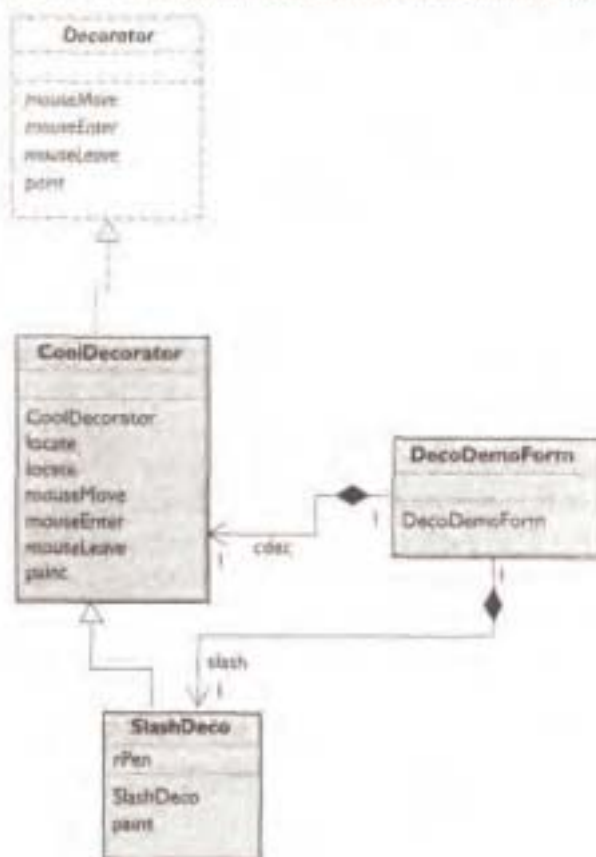 Decorator
mouseMove
mouseEnter
mouseLeave
paint
CoolDecorator
CoolDecorator
locate
locate
mouseMove
mouseEnter
mouseLeave
paint
DecoDemoForm
DecoDemoForm
1
cdec
1
1
slash
1
SlashDeco
rPen
SlashDeco
paint